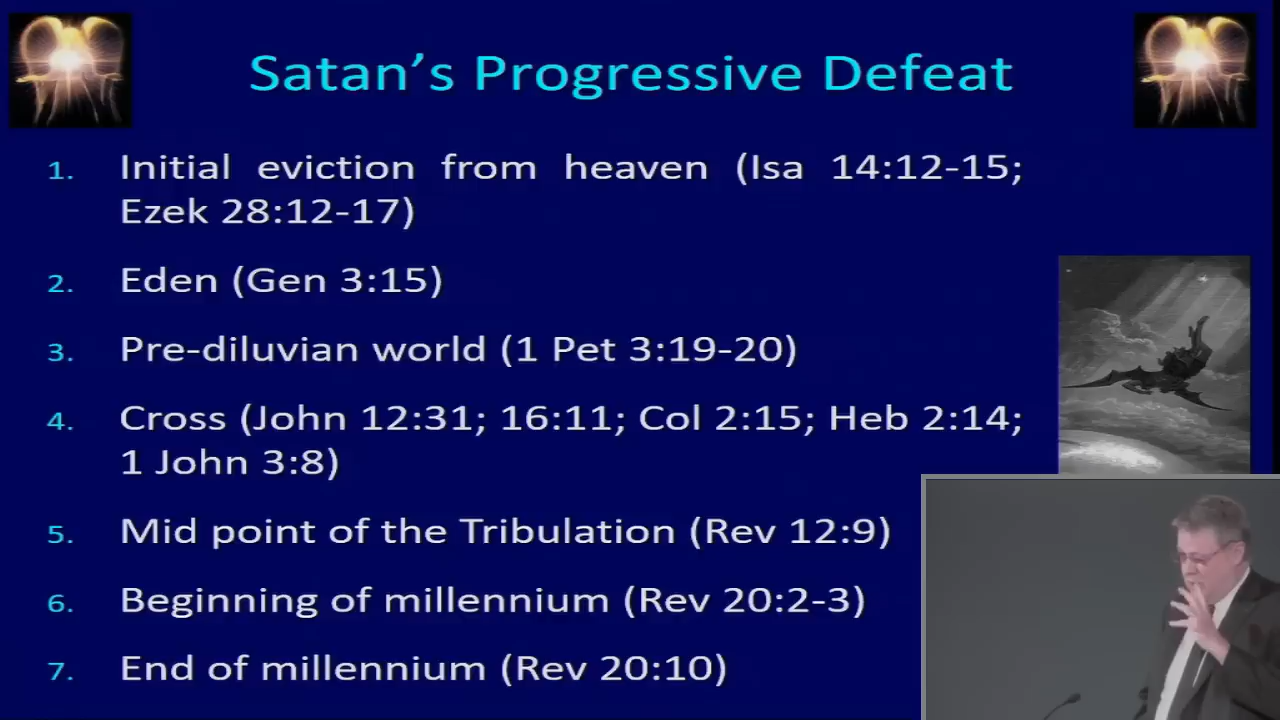 Satan's Progressive Defeat
1. Initial eviction from heaven (Isa 14:12-15;
Ezek 28:12-17)
2. Eden (Gen 3:15)
3. Pre-diluvian world (1 Pet 3:19-20)
4. Cross (John 12:31; 16:11; Col 2:15; Heb 2:14;
1 John 3:8)
5. Mid point of the Tribulation (Rev 12:9)
6. Beginning of millennium (Rev 20:2-3)
7. End of millennium (Rev 20:10)